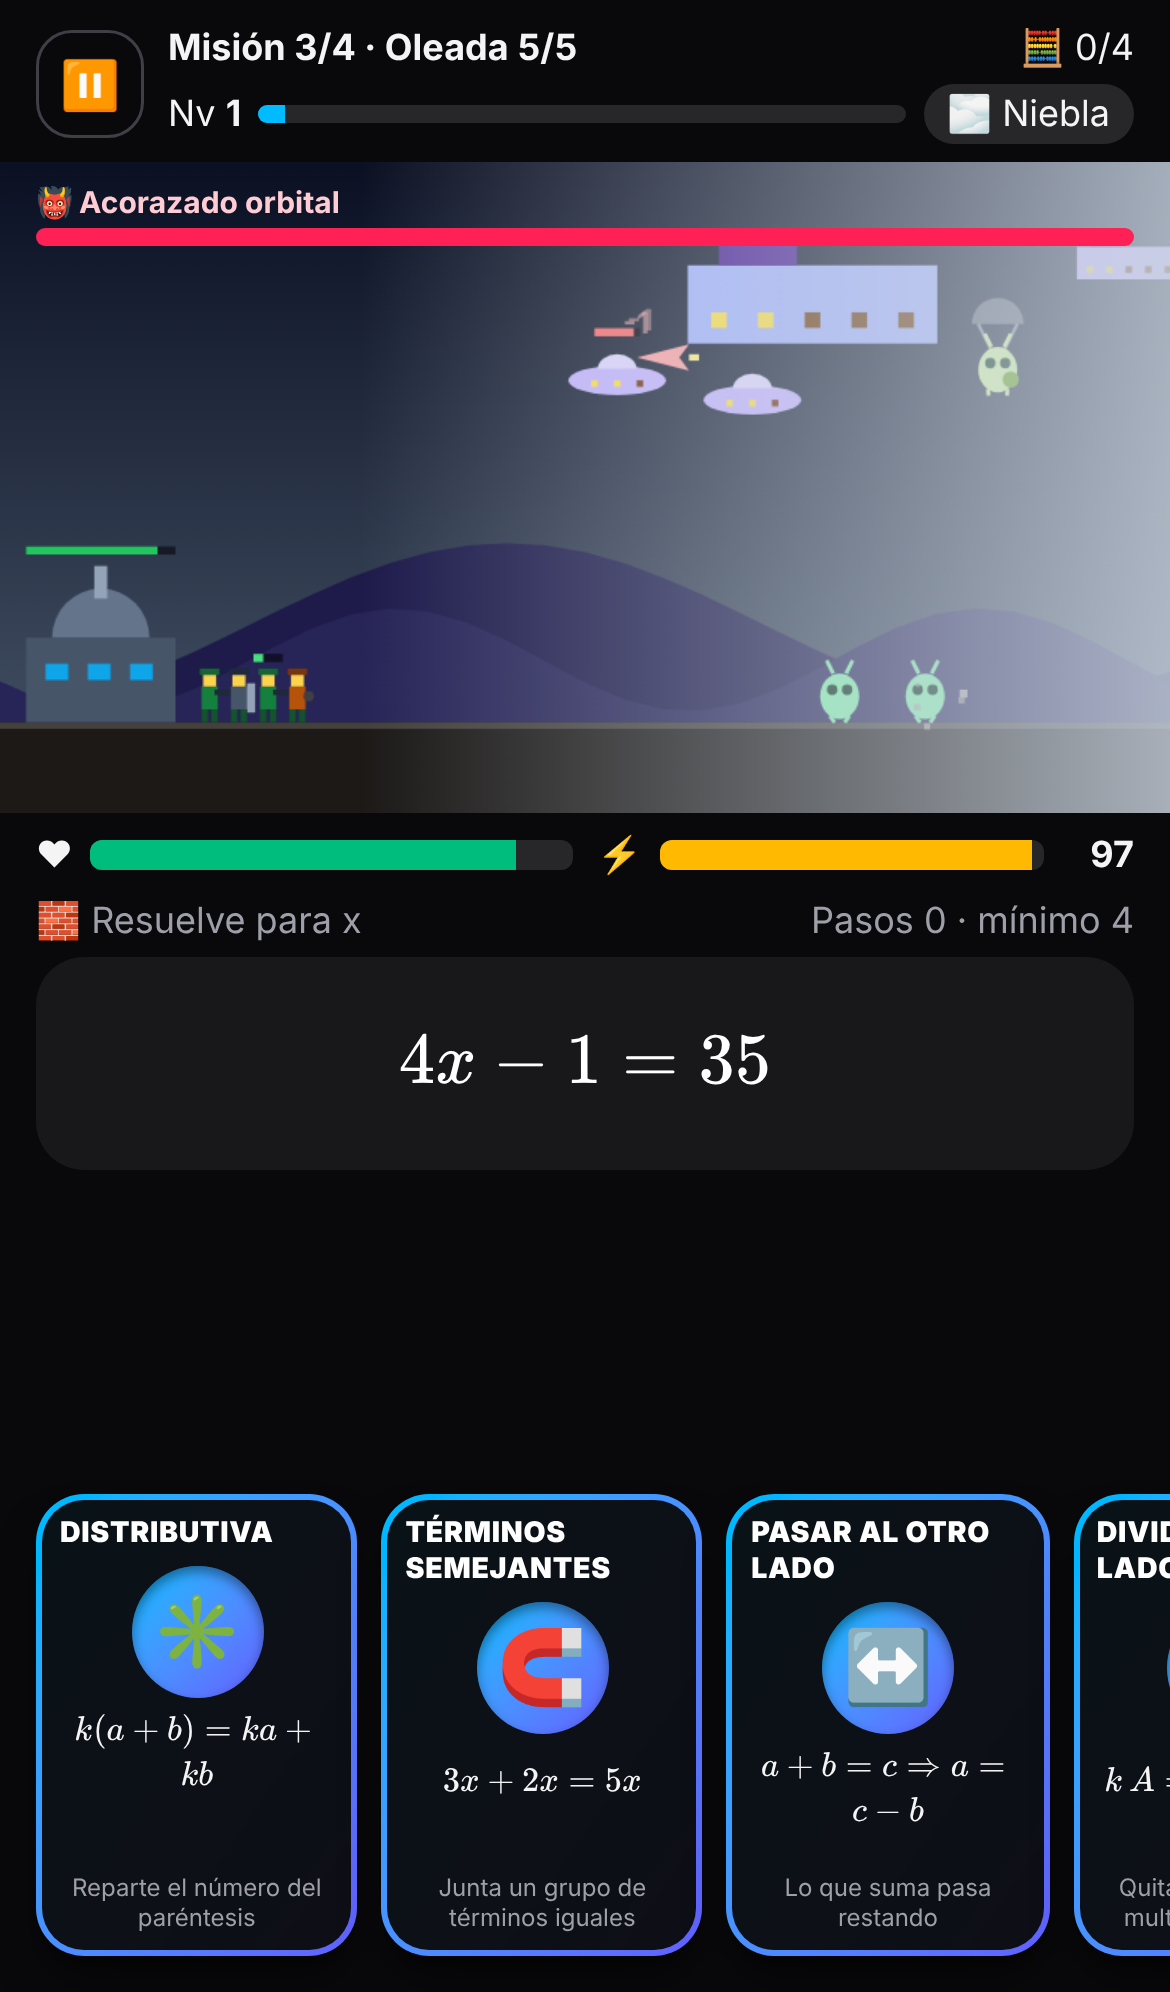 Misión 3/4 · Oleada 5/5
0/4
Nv 1
Niebla
Acorazado orbital
-1
97
Resuelve para x
Pasos 0 · mínimo 4
4x − 1 = 35
DISTRIBUTIVA
k(a + b) = ka +
kb
Reparte el número del
paréntesis
TÉRMINOS
SEMEJANTES
3x + 2x = 5x
Junta un grupo de
términos iguales
PASAR AL OTRO
LADO
a + b = c ⇒ a =
c − b
Lo que suma pasa
restando
k A